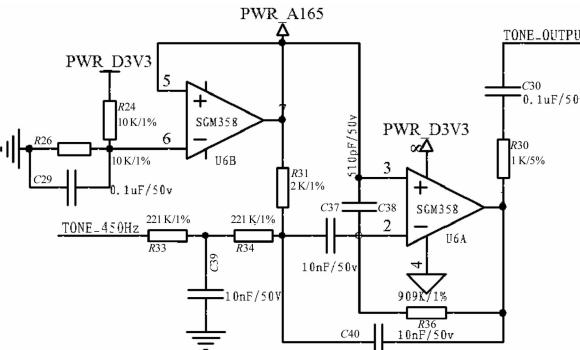 PWR_A165
TONE_OUTPU
PWR_D3V3
5
R24
10K/1%
SGM358
7
U6B
C30
0.1uF/50
R26
10K/1%
6
C29
0.1uF/50v
510pF/50v
PWR_D3V3
8
R30
1K/5%
R31
2K/1%
3
C37
C38
SGM358
U6A
2
TONE_450Hz
221K/1%
R33
221K/1%
R34
C39
10nF/50v
4
10nF/50V
909K/1%
R36
C40
10nF/50v